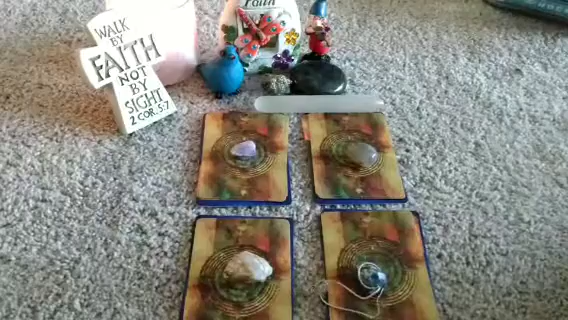 WALK
BY
FAITH
NOT
BY
SIGHT
2 COR. 5:7
Faith